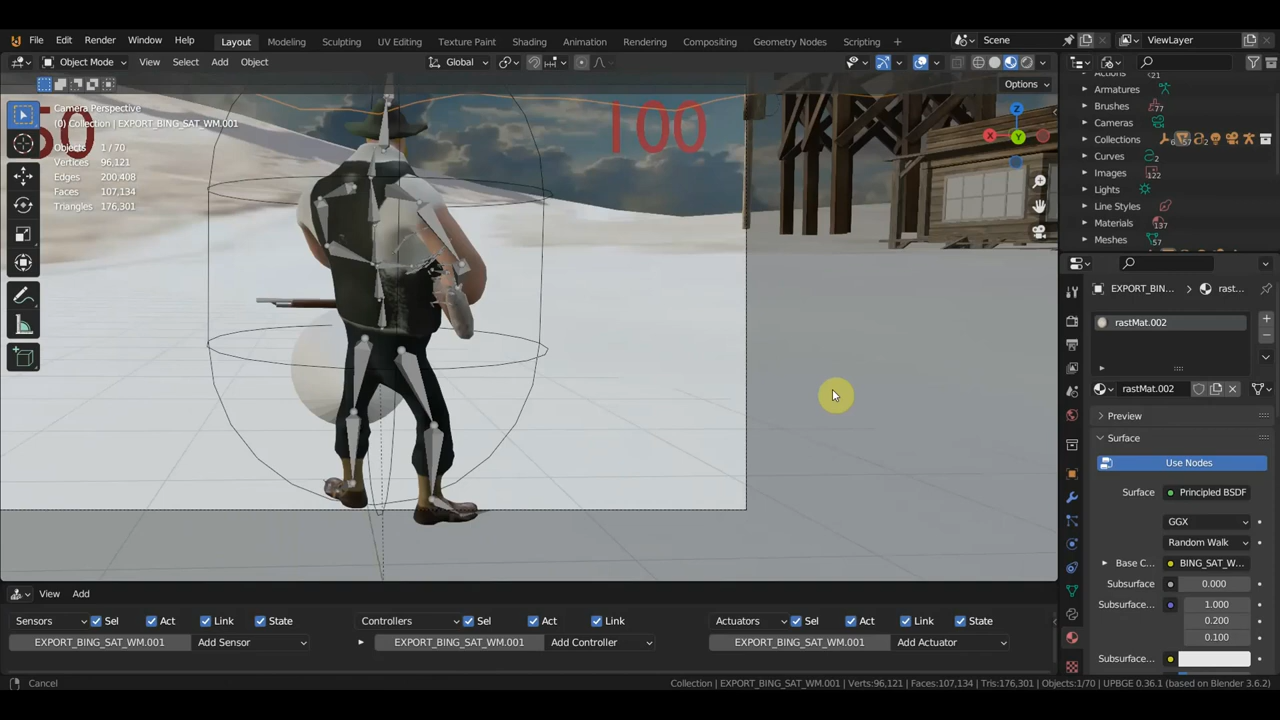 File Edit Render Window Help Layout Modeling Sculpting UV Editing Texture Paint Shading Animation Rendering Compositing Geometry Nodes Scripting + Scene ViewLayer
Object Mode View Select Add Object Global
Options
Camera Perspective
(0) Collection | EXPORT_BING_SAT_WM.001
Objects 1 / 70
Vertices 96,121
Edges 200,408
Faces 107,134
Triangles 176,301
50
100
Z
X
Y
Actions 21
Armatures
Brushes 77
Cameras
Collections
Curves 2
Images 122
Lights
Line Styles
Materials 137
Meshes 57
EXPORT_BIN... rast...
rastMat.002
rastMat.002
Preview
Surface
Use Nodes
Surface Principled BSDF
GGX
Random Walk
Base C... BING_SAT_W...
Subsurface 0.000
Subsurface... 1.000
0.200
0.100
Subsurface...
View Add
Sensors Sel Act Link State Controllers Sel Act Link Actuators Sel Act Link State
EXPORT_BING_SAT_WM.001 Add Sensor EXPORT_BING_SAT_WM.001 Add Controller EXPORT_BING_SAT_WM.001 Add Actuator
Cancel Collection | EXPORT_BING_SAT_WM.001 | Verts:96,121 | Faces:107,134 | Tris:176,301 | Objects:1/70 | UPBGE 0.36.1 (based on Blender 3.6.2)